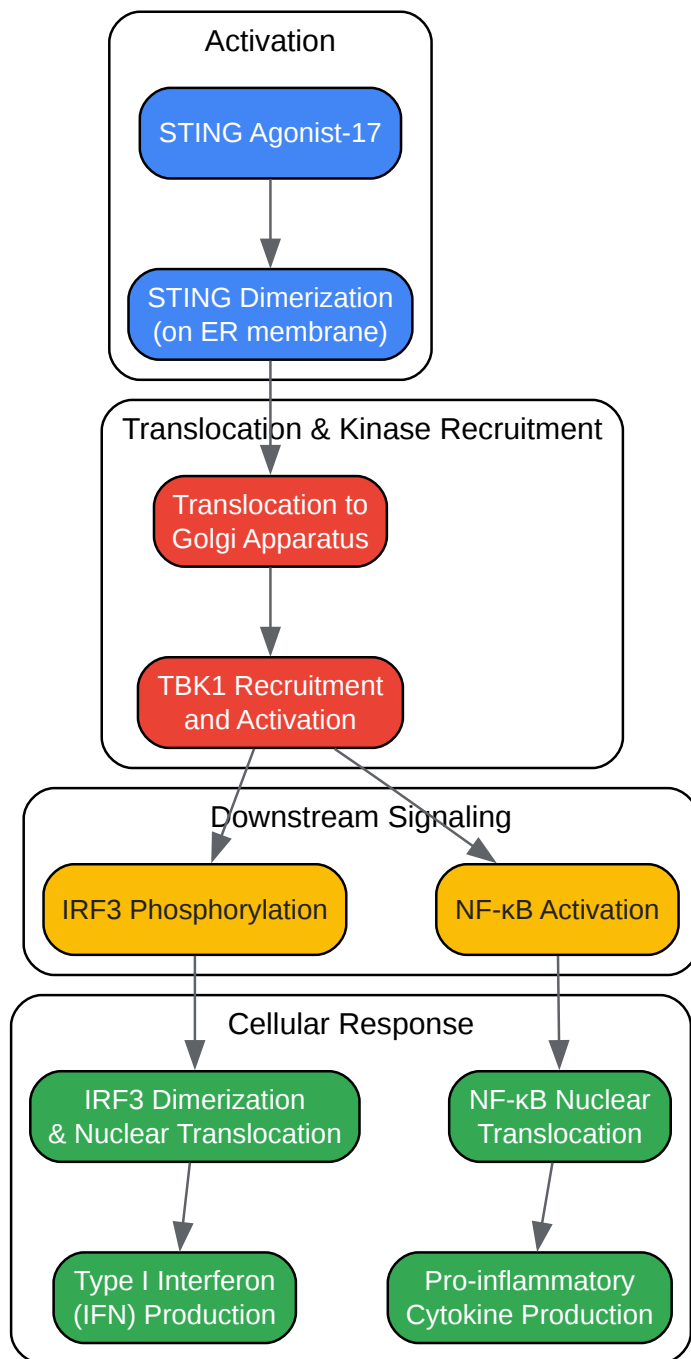 Activation
STING Agonist-17
STING Dimerization
(on ER membrane)
Translocation & Kinase Recruitment
Translocation to
Golgi Apparatus
TBK1 Recruitment
and Activation
Downstream Signaling
IRF3 Phosphorylation
NF-κB Activation
Cellular Response
IRF3 Dimerization
& Nuclear Translocation
NF-κB Nuclear
Translocation
Type I Interferon
(IFN) Production
Pro-inflammatory
Cytokine Production